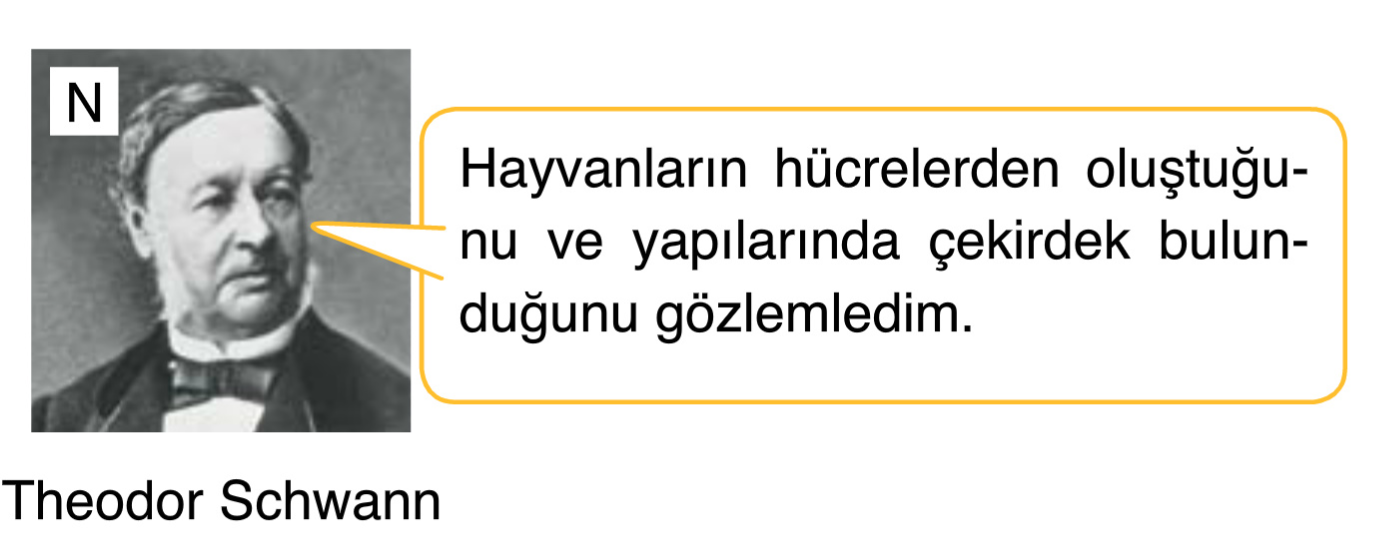 N
Hayvanların hücrelerden oluştuğu-
nu ve yapılarında çekirdek bulun-
duğunu gözlemledim.
Theodor Schwann